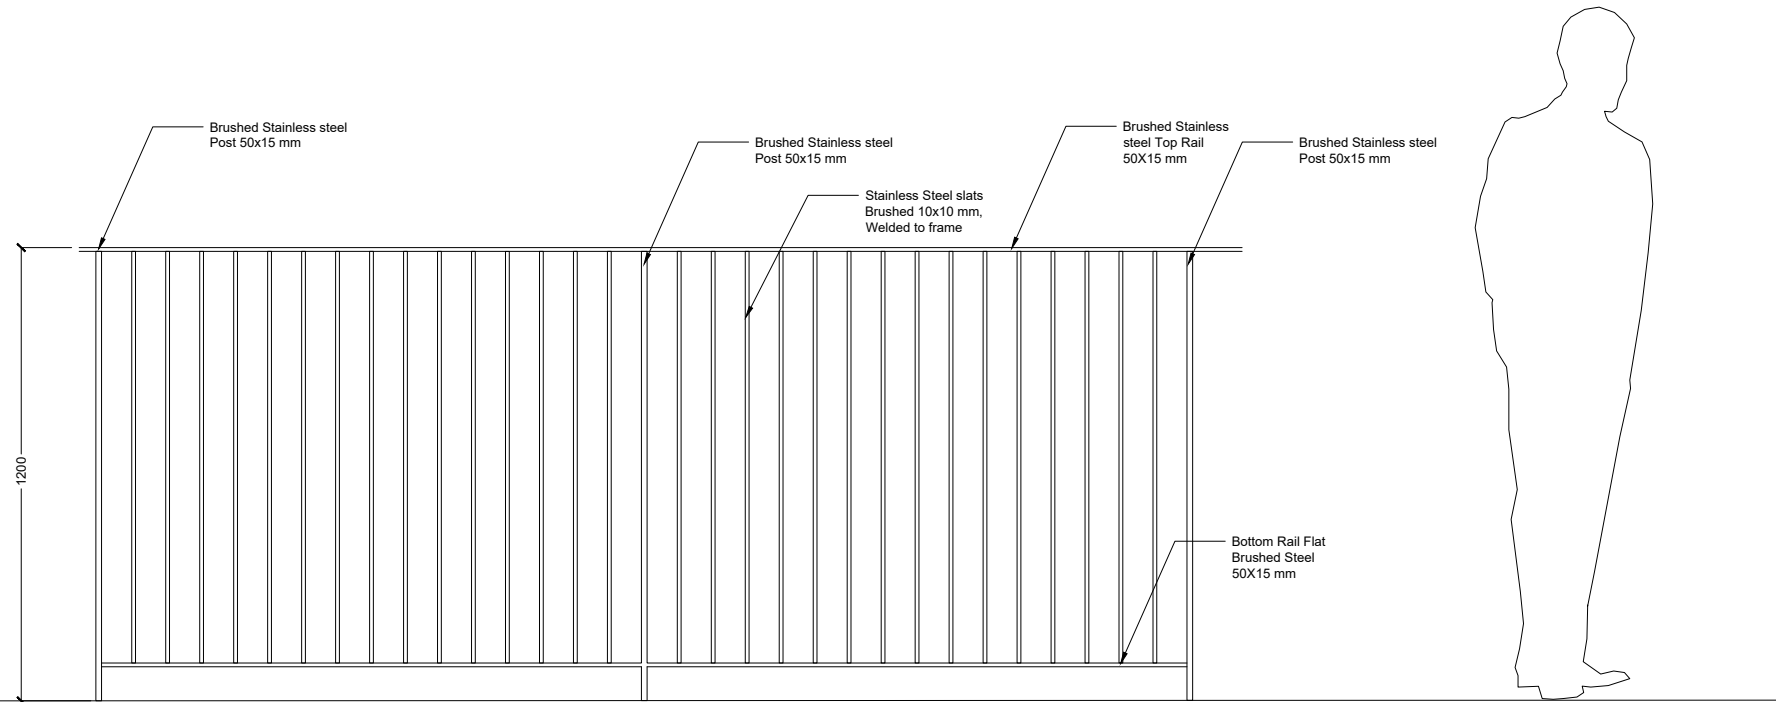 Brushed Stainless steel
Post 50x15 mm
Brushed Stainless steel
Post 50x15 mm
Brushed Stainless
steel Top Rail
50X15 mm
Brushed Stainless steel
Post 50x15 mm
Stainless Steel slats
Brushed 10x10 mm,
Welded to frame
1200
Bottom Rail Flat
Brushed Steel
50X15 mm